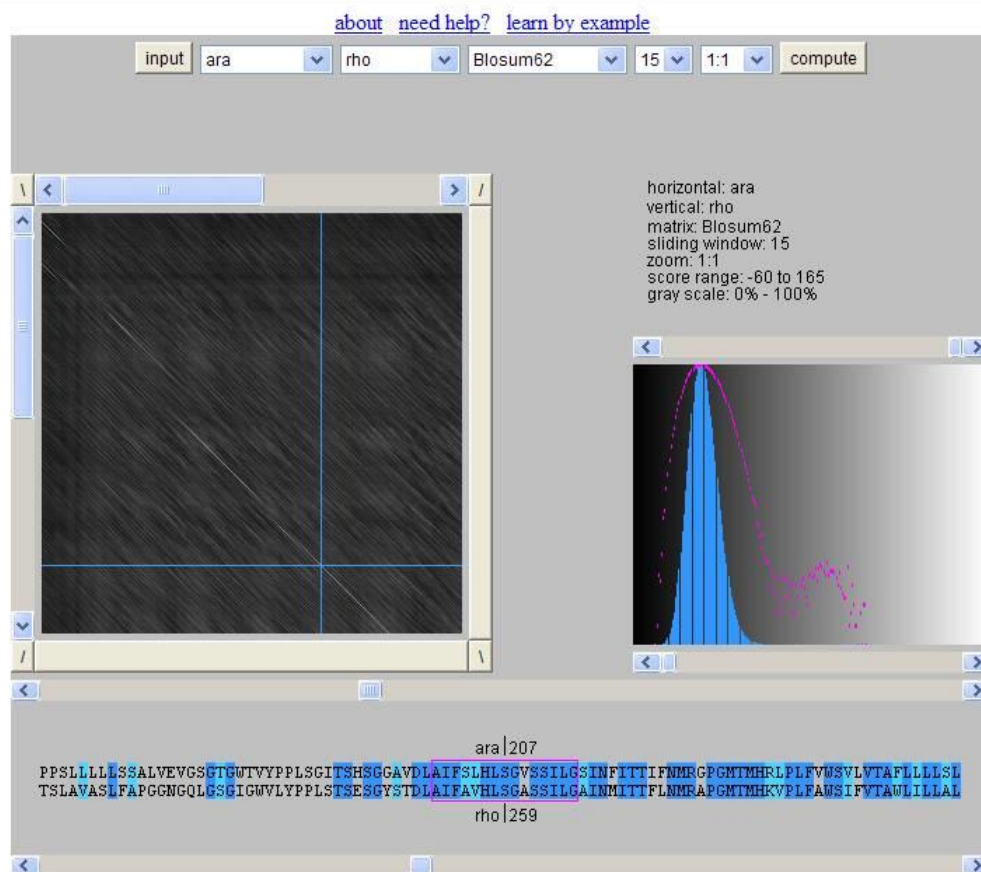 about need help? learn by example
input ara rho Blosum62 15 1:1 compute
\ /
horizontal: ara
vertical: rho
matrix: Blosum62
sliding window: 15
zoom: 1:1
score range: -60 to 165
gray scale: 0% - 100%
/ \
ara|207
PPSLLLLLSSALVEVGSGTGWTVYPPLSGITSHSGGAVDLAIFSLHLSGVSSILGSINFITTIFNMRGPGMTMHRLPLFVWSVLVTAFLLLLSL
TSLAVASLFAPGGNGQLGSGIGWVLYPPLSTSESGYSTDLAIFAVHLSGASSILGAINMITTFLNMRAPGMTMHKVPLFAWSIFVTAWLILLAL
rho|259